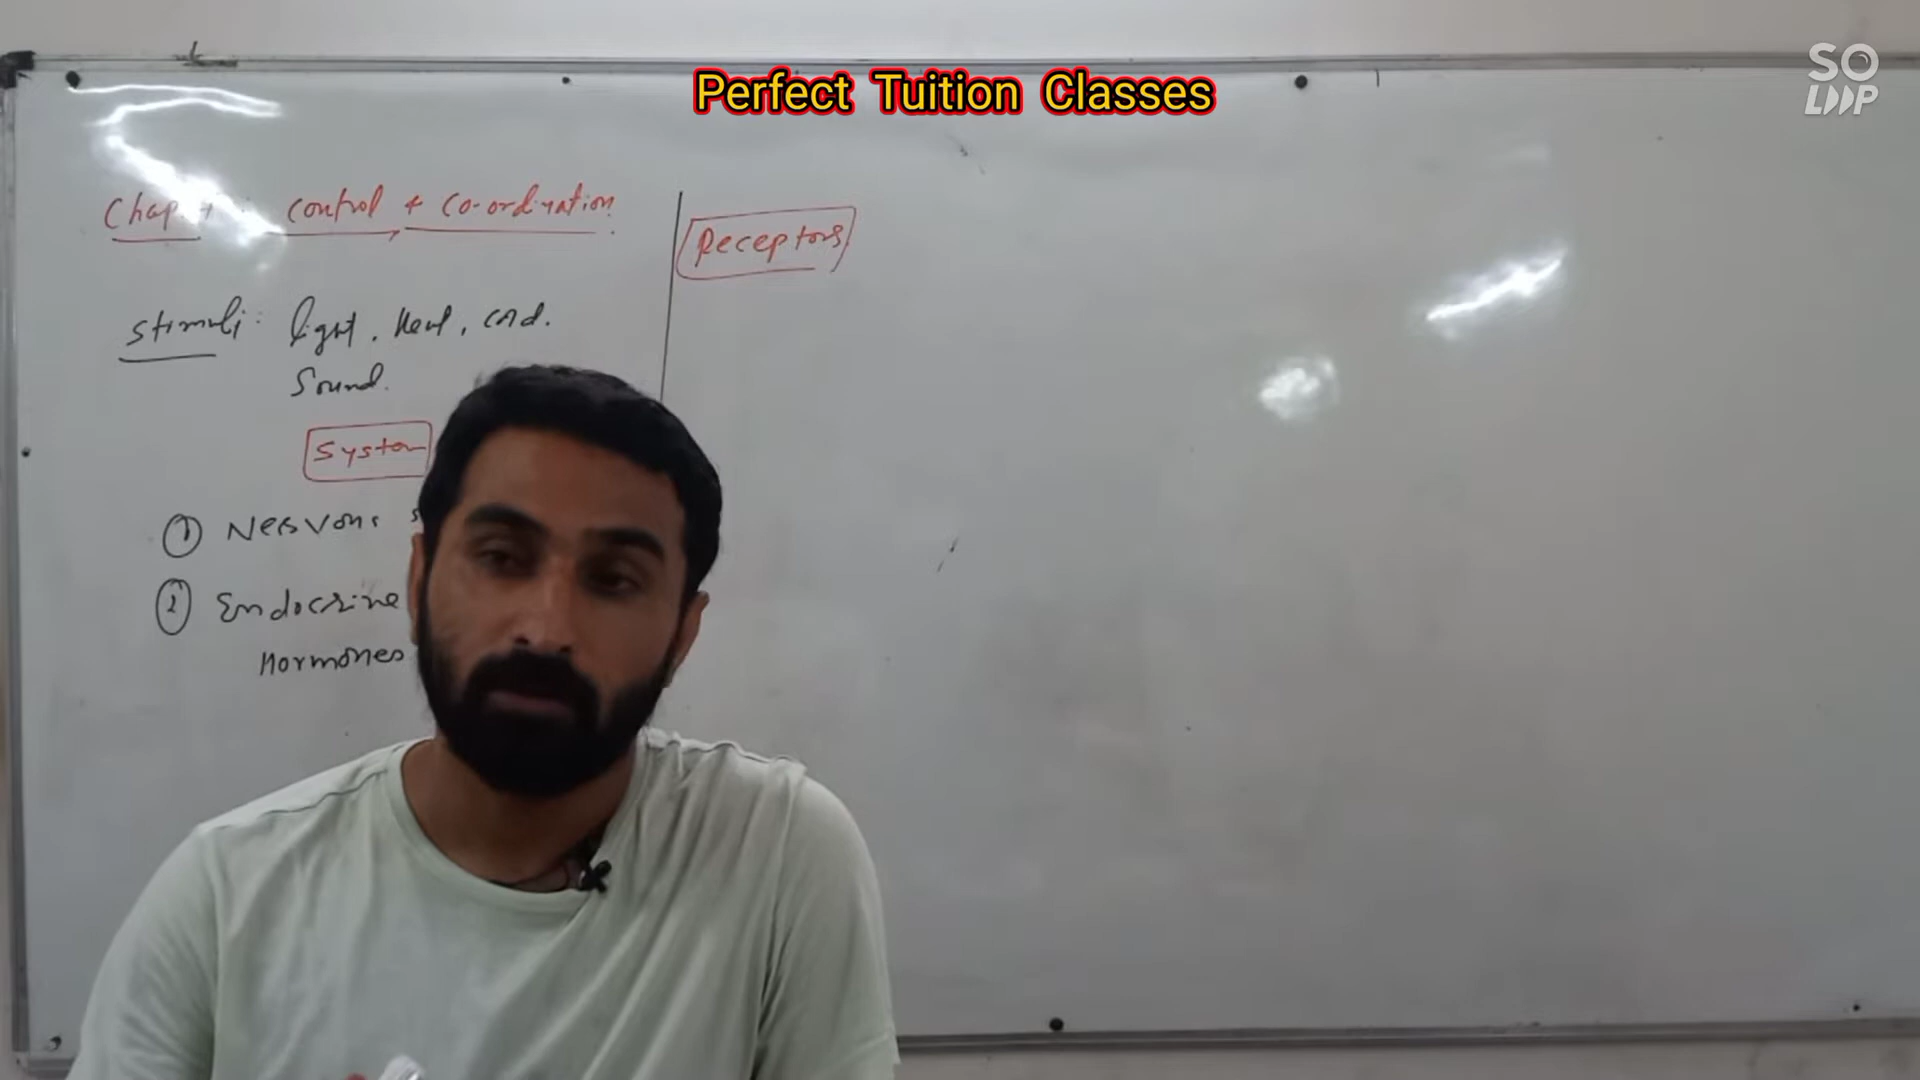 Perfect Tuition Classes
SO
LOOP
Chap : control & co-ordination
Receptors
Stimuli : light, Heat, cold.
Sound.
System
① Nervous s
② Endocrine
Hormones